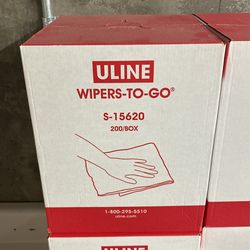 ULINE
WIPERS-TO-GO®
S-15620
200/BOX
1-800-295-5510
uline.com
ULINE